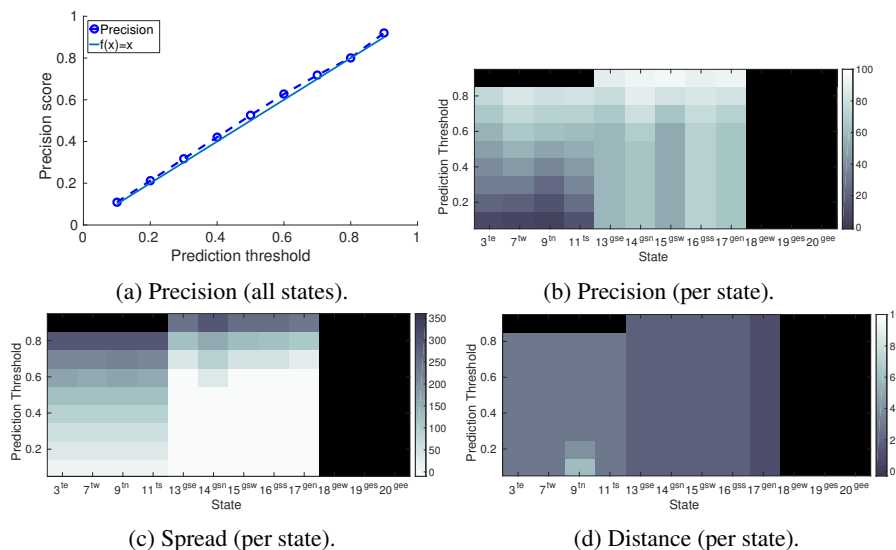 1
0.8
0.6
0.4
0.2
0
Precision score
Precision
f(x)=x
0 0.2 0.4 0.6 0.8 1
Prediction threshold
(a) Precision (all states).
0.8
0.6
0.4
0.2
Prediction Threshold
3te 7tw 9tn 11ts 13gse 14gsn 15gsw 16gss 17gen 18gew 19ges 20gee
State
100
80
60
40
20
0
(b) Precision (per state).
0.8
0.6
0.4
0.2
Prediction Threshold
3te 7tw 9tn 11ts 13gse 14gsn 15gsw 16gss 17gen 18gew 19ges 20gee
State
350
300
250
200
150
100
50
0
(c) Spread (per state).
0.8
0.6
0.4
0.2
Prediction Threshold
3te 7tw 9tn 11ts 13gse 14gsn 15gsw 16gss 17gen 18gew 19ges 20gee
State
8
6
4
2
0
(d) Distance (per state).